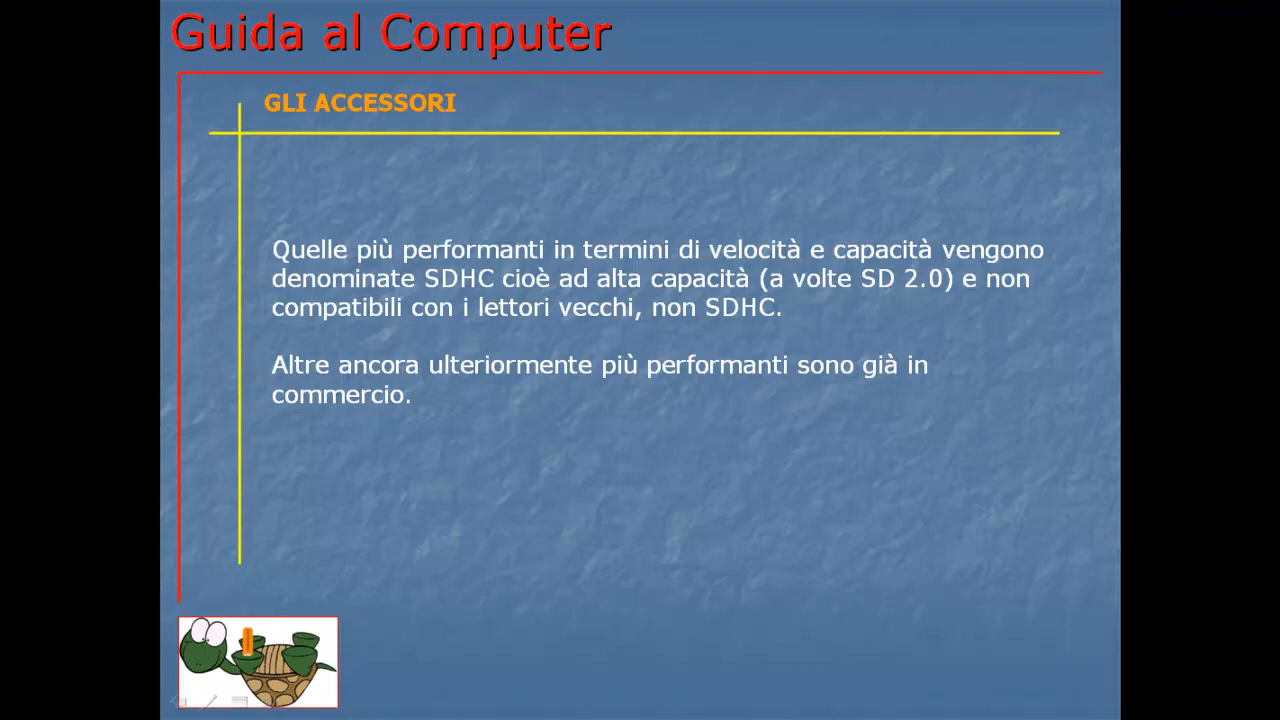 Guida al Computer
GLI ACCESSORI
Quelle più performanti in termini di velocità e capacità vengono
denominate SDHC cioè ad alta capacità (a volte SD 2.0) e non
compatibili con i lettori vecchi, non SDHC.
Altre ancora ulteriormente più performanti sono già in
commercio.